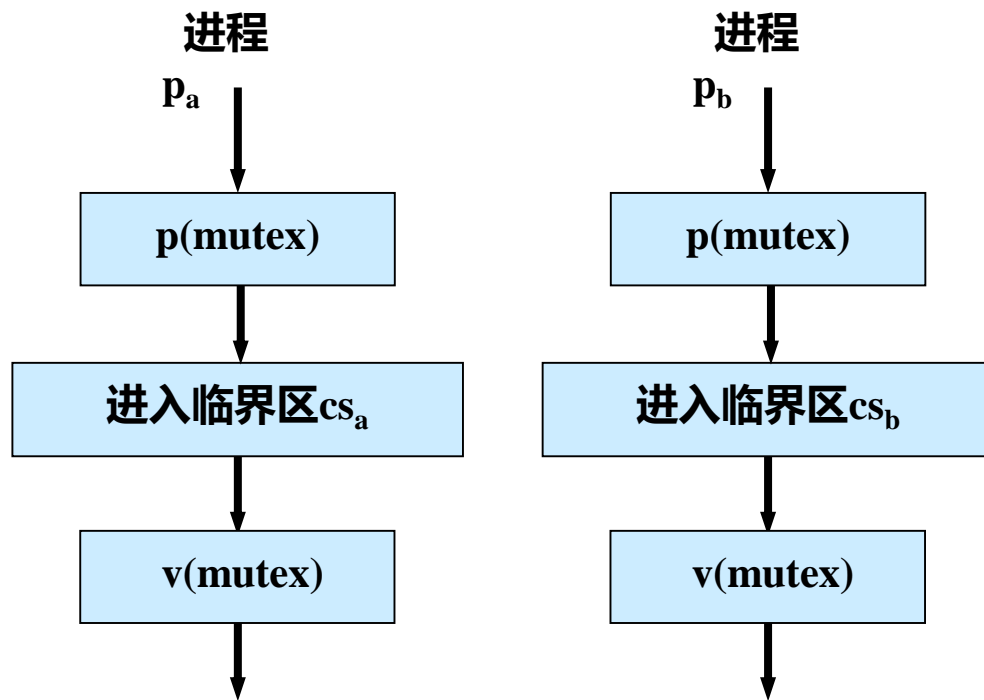 进程
pa
p(mutex)
进入临界区csa
v(mutex)
进程
pb
p(mutex)
进入临界区csb
v(mutex)